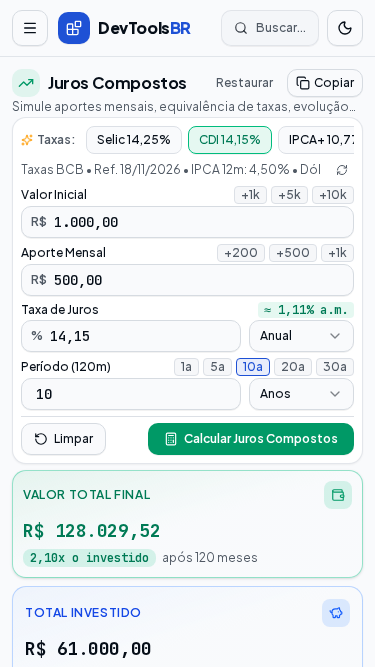 DevToolsBR
Buscar...
Juros Compostos
Restaurar
Copiar
Simule aportes mensais, equivalência de taxas, evolução...
Taxas:
Selic 14,25%
CDI 14,15%
IPCA+ 10,77
Taxas BCB • Ref. 18/11/2026 • IPCA 12m: 4,50% • Dól
Valor Inicial
+1k
+5k
+10k
R$ 1.000,00
Aporte Mensal
+200
+500
+1k
R$ 500,00
Taxa de Juros
≈ 1,11% a.m.
% 14,15
Anual
Período (120m)
1a
5a
10a
20a
30a
10
Anos
Limpar
Calcular Juros Compostos
VALOR TOTAL FINAL
R$ 128.029,52
2,10x o investido após 120 meses
TOTAL INVESTIDO
R$ 61.000,00